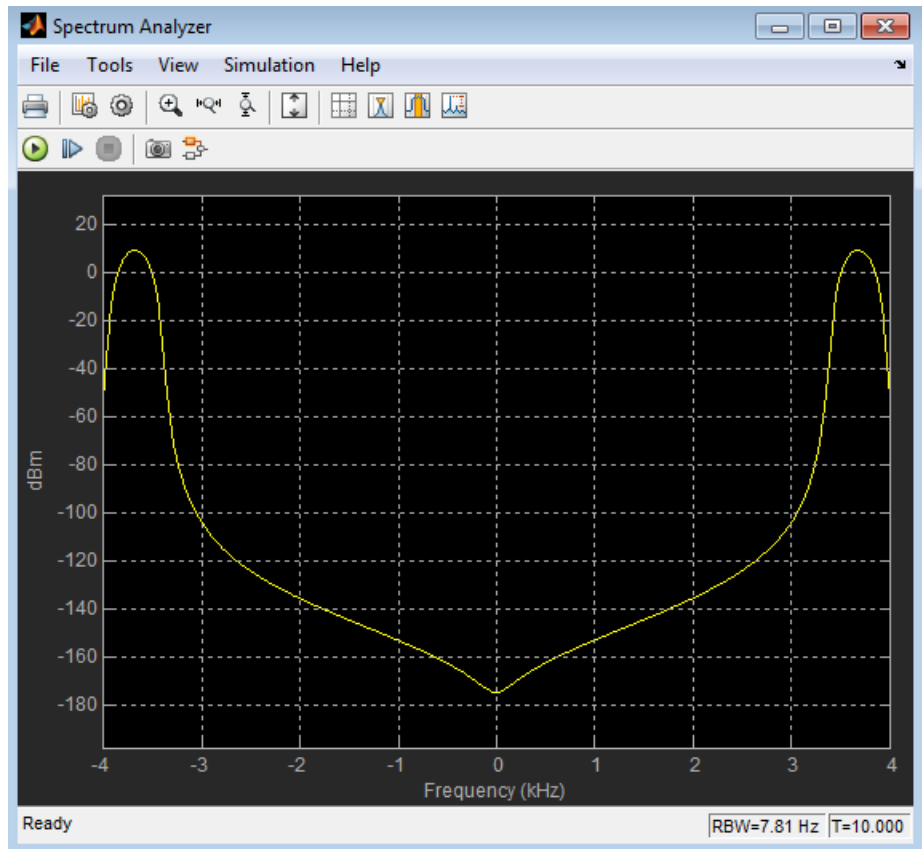 Spectrum Analyzer
File Tools View Simulation Help
20
0
-20
-40
-60
-80
-100
-120
-140
-160
-180
dBm
-4 -3 -2 -1 0 1 2 3 4
Frequency (kHz)
Ready RBW=7.81 Hz T=10.000